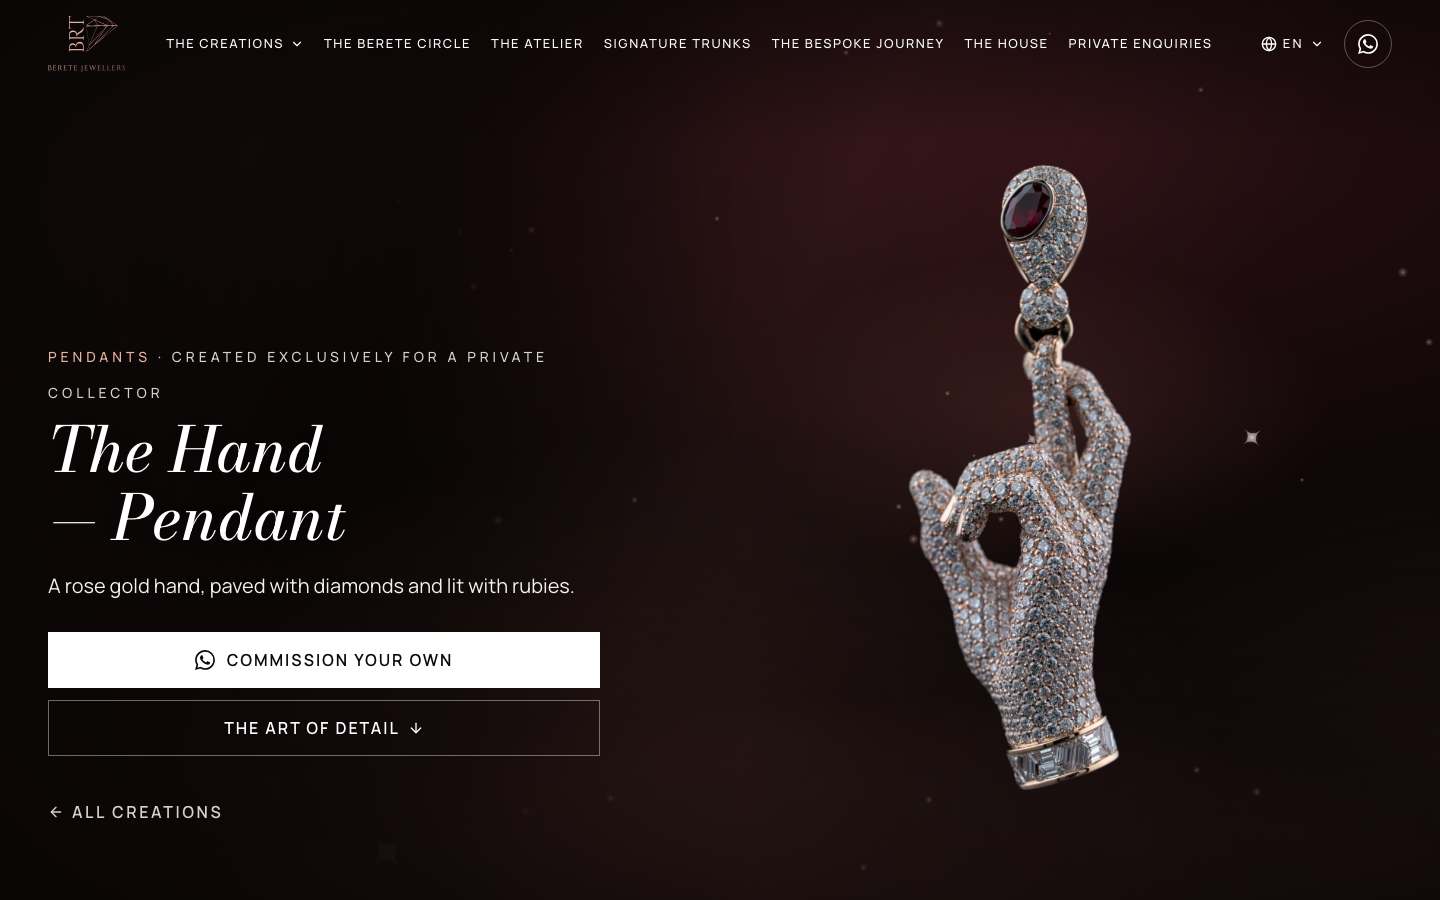 BRT
BERETE JEWELLERS
THE CREATIONS
THE BERETE CIRCLE
THE ATELIER
SIGNATURE TRUNKS
THE BESPOKE JOURNEY
THE HOUSE
PRIVATE ENQUIRIES
EN
PENDANTS · CREATED EXCLUSIVELY FOR A PRIVATE
COLLECTOR
The Hand
— Pendant
A rose gold hand, paved with diamonds and lit with rubies.
COMMISSION YOUR OWN
THE ART OF DETAIL ↓
← ALL CREATIONS